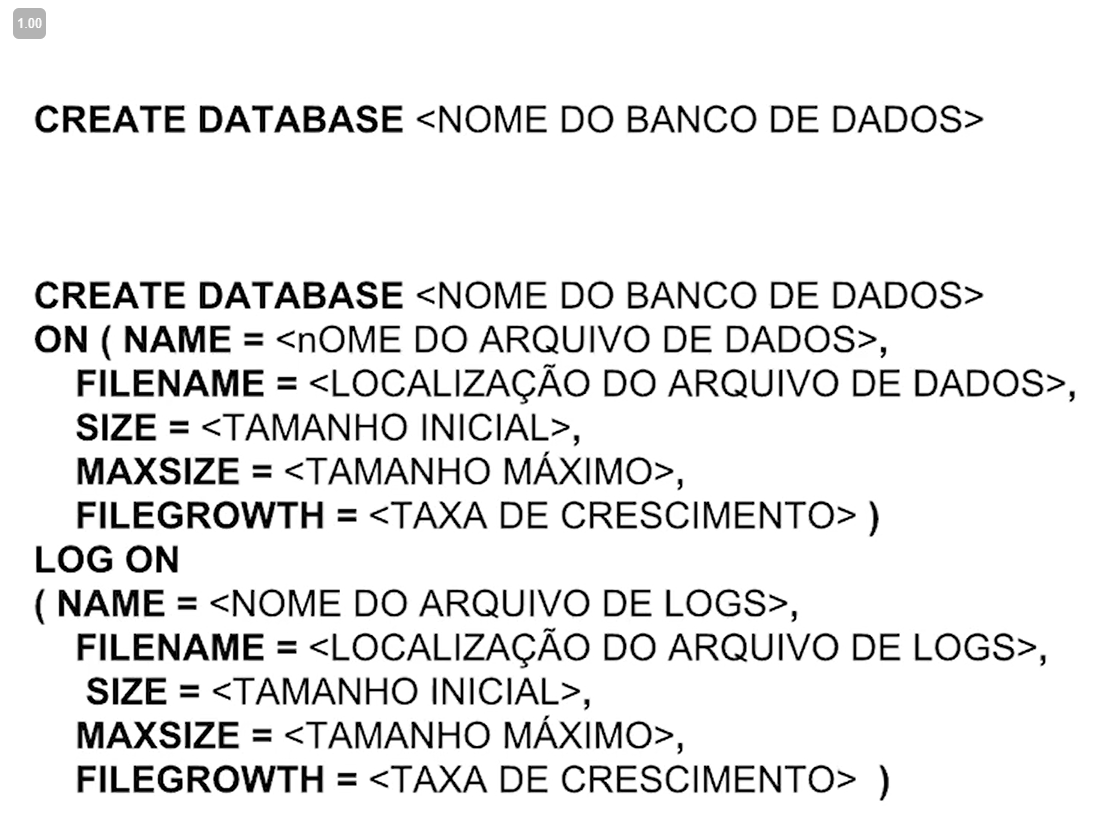 1.00
CREATE DATABASE <NOME DO BANCO DE DADOS>
CREATE DATABASE <NOME DO BANCO DE DADOS>
ON ( NAME = <nOME DO ARQUIVO DE DADOS>,
FILENAME = <LOCALIZAÇÃO DO ARQUIVO DE DADOS>,
SIZE = <TAMANHO INICIAL>,
MAXSIZE = <TAMANHO MÁXIMO>,
FILEGROWTH = <TAXA DE CRESCIMENTO> )
LOG ON
( NAME = <NOME DO ARQUIVO DE LOGS>,
FILENAME = <LOCALIZAÇÃO DO ARQUIVO DE LOGS>,
SIZE = <TAMANHO INICIAL>,
MAXSIZE = <TAMANHO MÁXIMO>,
FILEGROWTH = <TAXA DE CRESCIMENTO> )